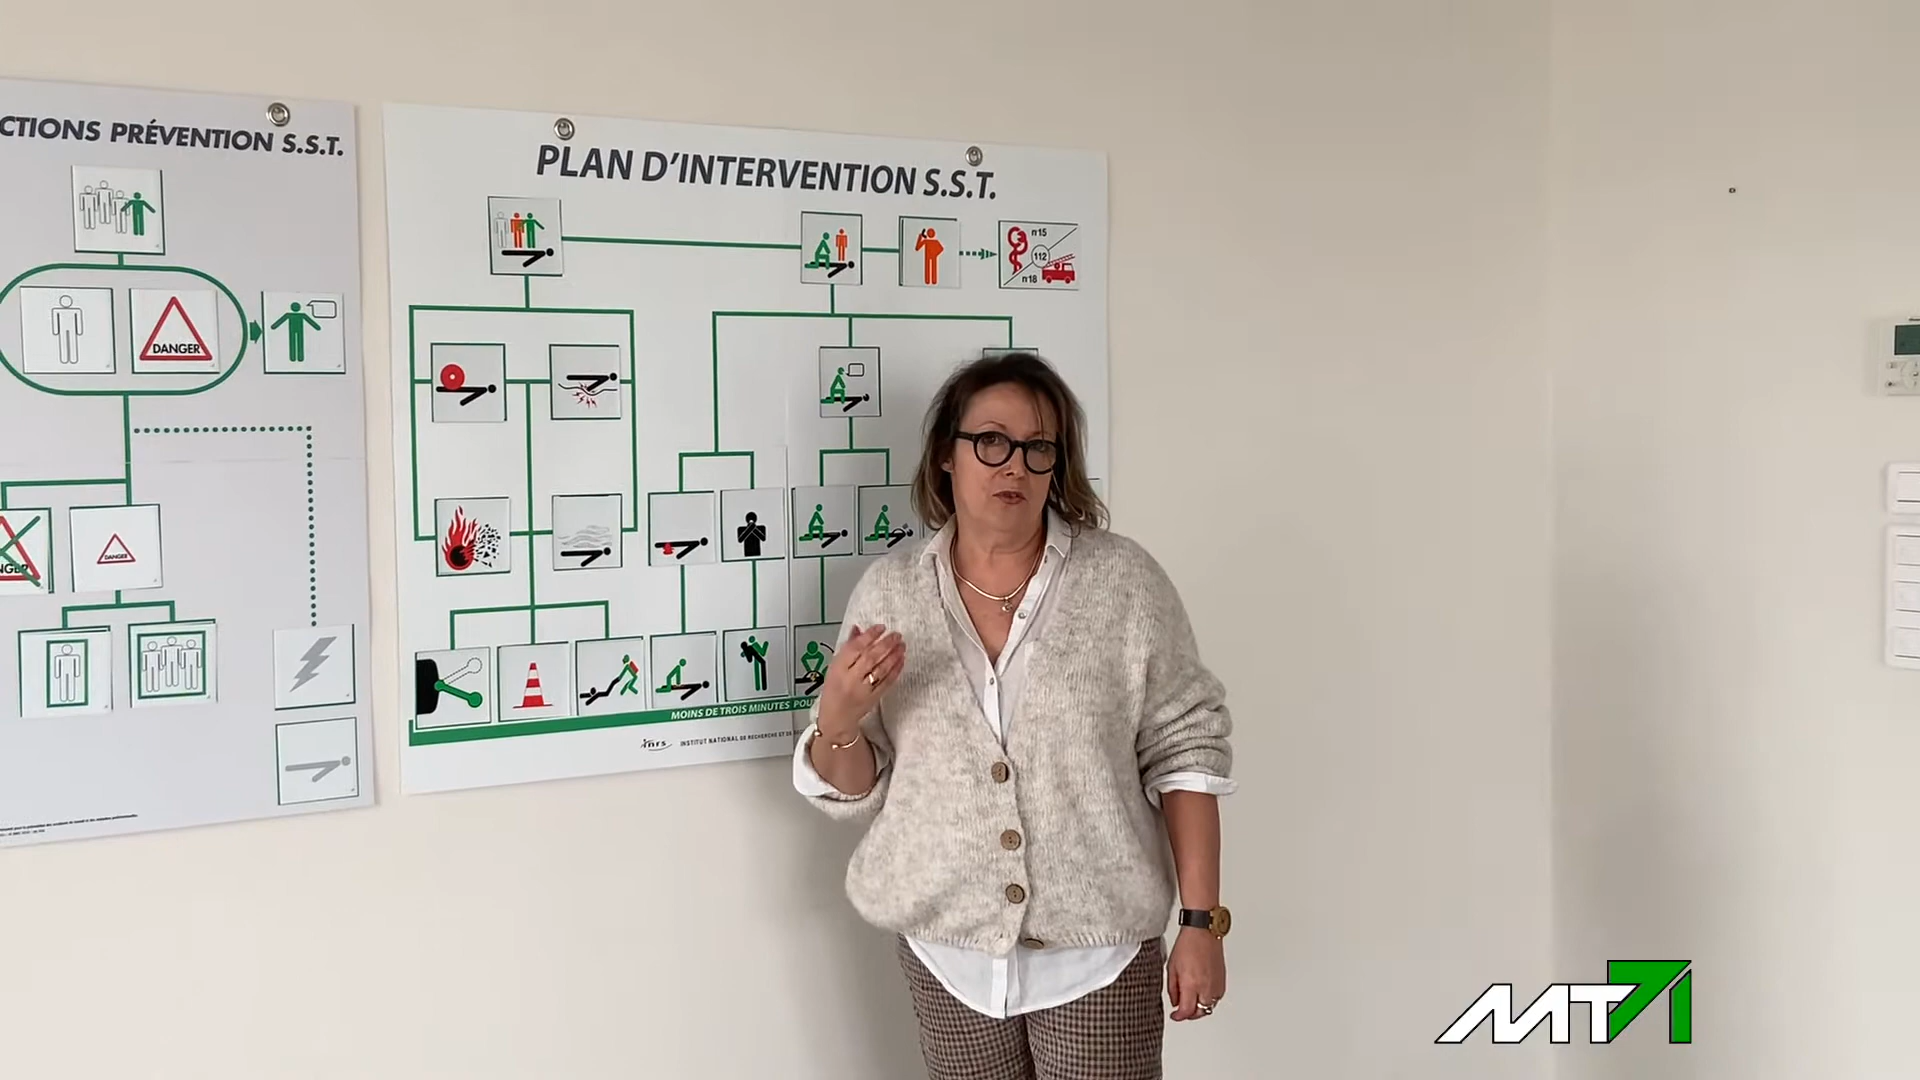 CTIONS PRÉVENTION S.S.T.
DANGER
DANGER
PLAN D'INTERVENTION S.S.T.
n°15
112
n°18
MOINS DE TROIS MINUTES POU
inrs INSTITUT NATIONAL DE RECHERCHE ET DE
MT71